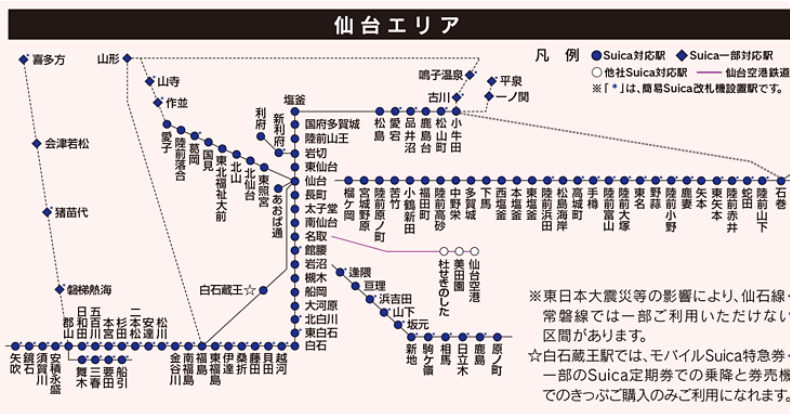 仙台エリア
凡例
Suica対応駅
Suica一部対応駅
他社Suica対応駅
仙台空港鉄道
※「*」は、簡易Suica改札機設置駅です。
喜多方
会津若松
猪苗代
磐梯熱海
山形
山寺
作並
愛子
陸前落合
葛岡
国見
東北福祉大前
北山
北仙台
東照宮
あおば通
利府
新利府
塩釜
国府多賀城
陸前山王
岩切
東仙台
仙台
長町
太子堂
南仙台
名取
館腰
岩沼
槻木
船岡
大河原
北白川
東白石
白石
松島
愛宕
品井沼
鹿島台
松山町
小牛田
鳴子温泉
古川
平泉
一ノ関
榴ケ岡
宮城野原
陸前原ノ町
苦竹
小鶴新田
福田町
陸前高砂
中野栄
多賀城
下馬
西塩釜
本塩釜
東塩釜
陸前浜田
松島海岸
高城町
手樽
陸前富山
陸前大塚
東名
野蒜
陸前小野
鹿妻
矢本
東矢本
陸前赤井
蛇田
陸前山下
石巻
杜せきのした
美田園
仙台空港
白石蔵王☆
逢隈
亘理
浜吉田
山下
坂元
新地
駒ケ嶺
相馬
日立木
鹿島
原ノ町
矢吹
鏡石
須賀川
安積永盛
郡山
日和田
五百川
本宮
杉田
二本松
安達
松川
舞木
三春
要田
船引
金谷川
南福島
福島
東福島
伊達
桑折
藤田
貝田
越河
※東日本大震災等の影響により、仙石線・
常磐線では一部ご利用いただけない
区間があります。
☆白石蔵王駅では、モバイルSuica特急券・
一部のSuica定期券での乗降と券売機
でのきっぷご購入のみご利用になれます。